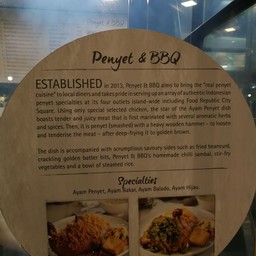 Penyet & BBQ
ESTABLISHED in 2013, Penyet & BBQ aims to bring the "real penyet
cuisine" to local diners and takes pride in serving up an array of authentic Indonesian
penyet specialties at its four outlets island-wide including Food Republic City
Square. Using only special selected chicken, the star of the Ayam Penyet dish
boasts tender and juicy meat that is first marinated with several aromatic herbs
and spices. Then, it is penyet (smashed) with a heavy wooden hammer – to loosen
and tenderise the meat – after deep-frying it to golden brown.
The dish is accompanied with scrumptious savoury sides such as fried beancurd,
crackling golden batter bits, Penyet & BBQ's homemade chili sambal, stir-fry
vegetables and a bowl of steamed rice.
Specialties
Ayam Penyet, Ayam Bakar, Ayam Balado, Ayam Hijau.